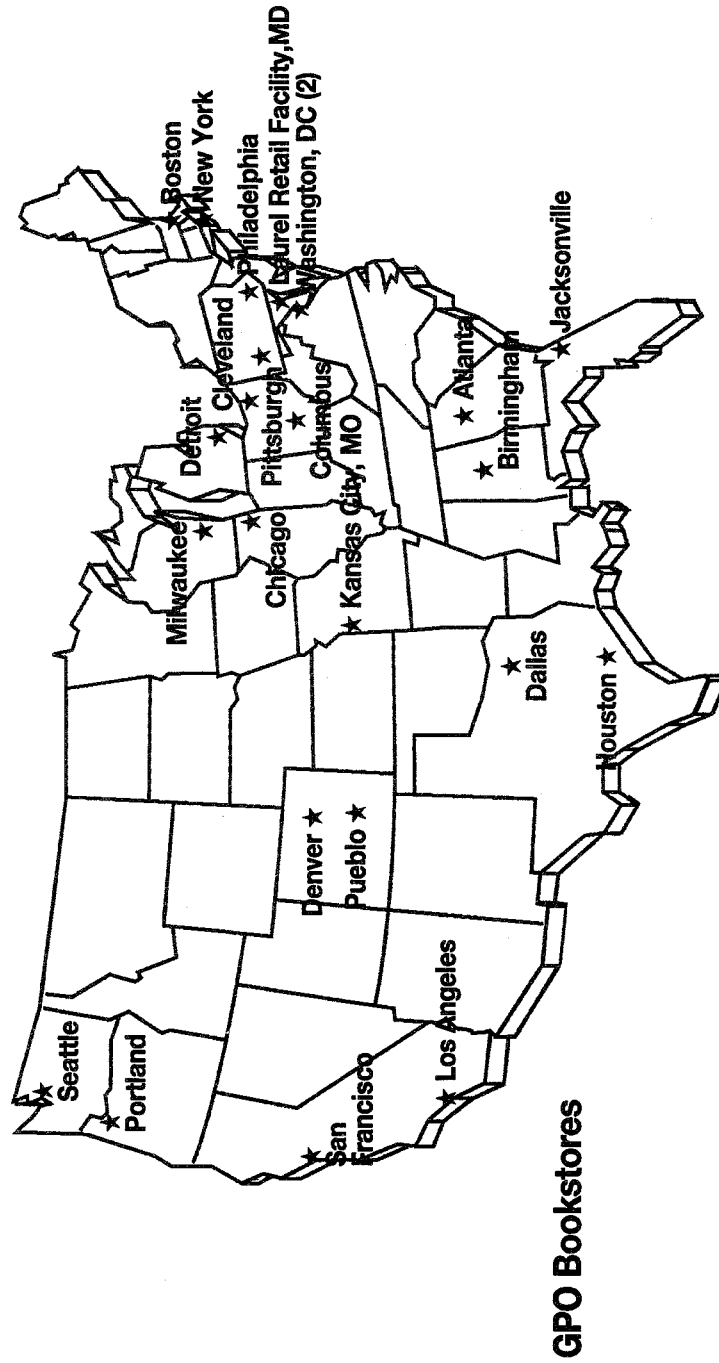 Boston
New York
Philadelphia
Laurel Retail Facility, MD
Washington, DC (2)
Cleveland
Detroit
Pittsburgh
Columbus
Milwaukee
Chicago
Kansas City, MO
Atlanta
Birmingham
Jacksonville
Dallas
Houston
Denver
Pueblo
Seattle
Portland
San
Francisco
Los Angeles
GPO Bookstores